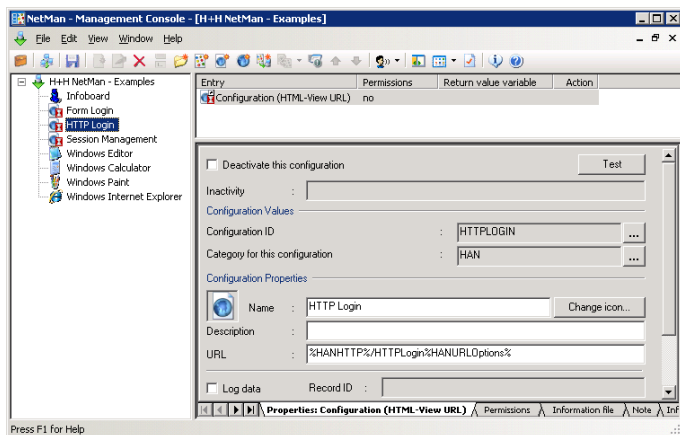 NetMan - Management Console - [H+H NetMan - Examples]
File Edit View Window Help
H+H NetMan - Examples
Infoboard
Form Login
HTTP Login
Session Management
Windows Editor
Windows Calculator
Windows Paint
Windows Internet Explorer
Entry Permissions Return value variable Action
Configuration (HTML-View URL) no
Deactivate this configuration Test
Inactivity :
Configuration Values
Configuration ID : HTTPLOGIN ...
Category for this configuration : HAN ...
Configuration Properties
Name : HTTP Login Change icon...
Description :
URL : %HANHTTP%/HTTPLogin%HANURLOptions%
Log data Record ID :
Properties: Configuration (HTML-View URL) Permissions Information file Note Inf
Press F1 for Help